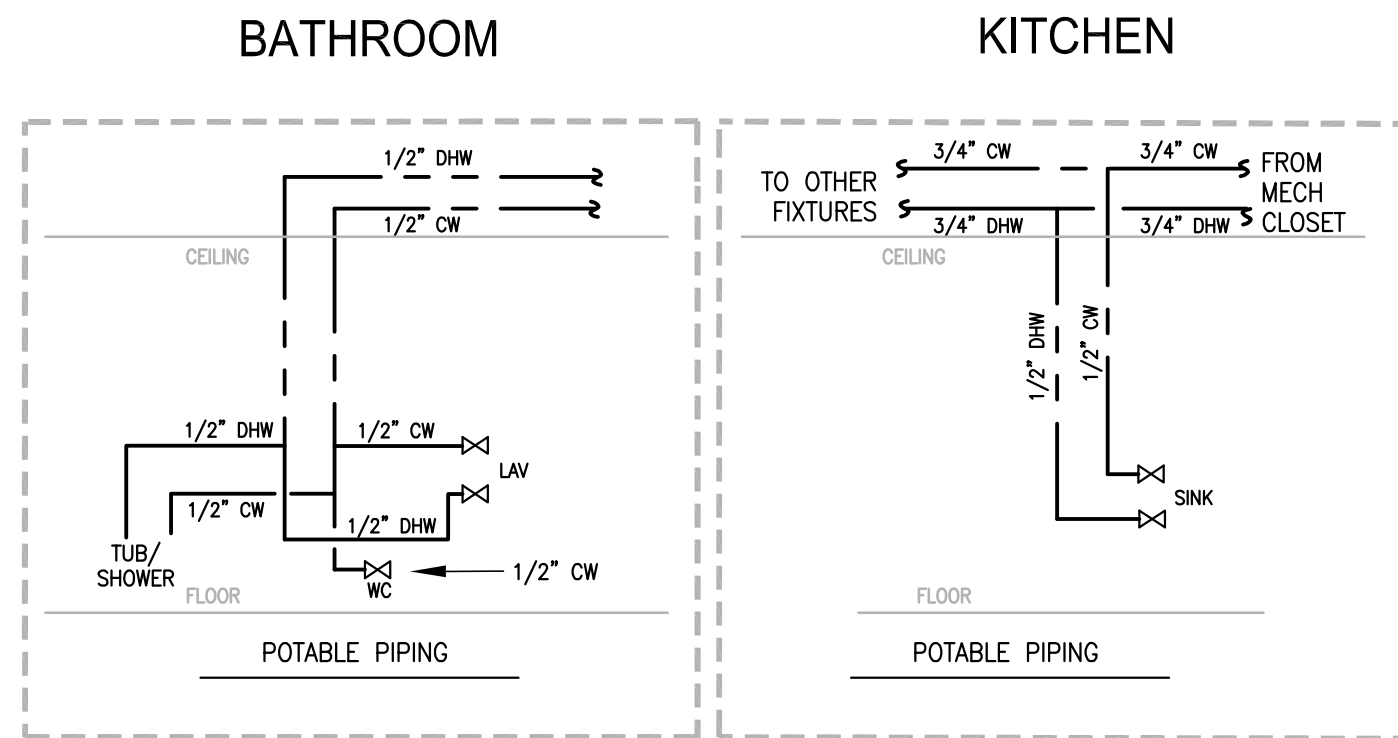 BATHROOM
1/2" DHW
1/2" CW
CEILING
1/2" DHW
1/2" CW
LAV
1/2" CW
1/2" DHW
TUB/
SHOWER
WC
1/2" CW
FLOOR
POTABLE PIPING
KITCHEN
3/4" CW
3/4" CW
TO OTHER
FIXTURES
FROM
MECH
CLOSET
3/4" DHW
3/4" DHW
CEILING
1/2" DHW
1/2" CW
SINK
FLOOR
POTABLE PIPING